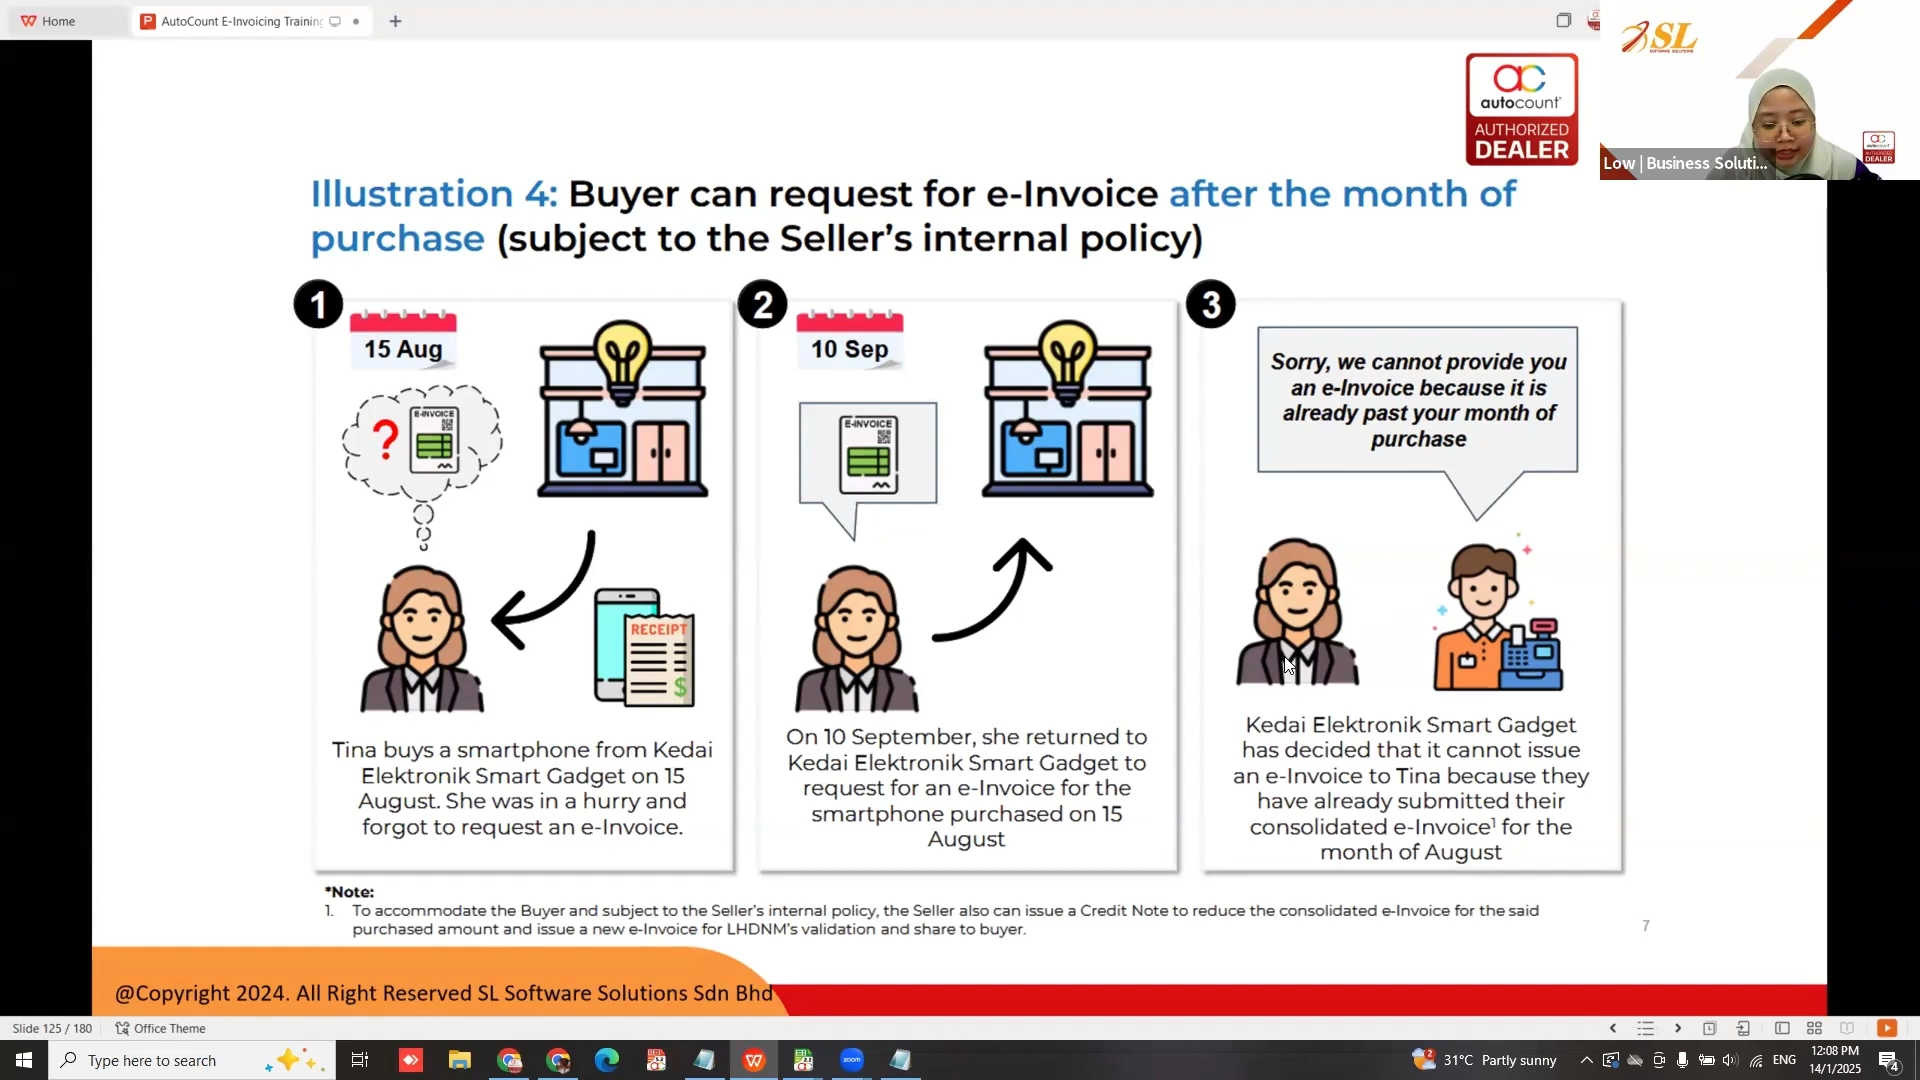 Home
AutoCount E-Invoicing Training
SL
SOFTWARE SOLUTIONS
autocount
AUTHORIZED
DEALER
Low | Business Soluti...
Illustration 4: Buyer can request for e-Invoice after the month of
purchase (subject to the Seller's internal policy)
1
15 Aug
?
E-INVOICE
RECEIPT
$
Tina buys a smartphone from Kedai
Elektronik Smart Gadget on 15
August. She was in a hurry and
forgot to request an e-Invoice.
2
10 Sep
E-INVOICE
On 10 September, she returned to
Kedai Elektronik Smart Gadget to
request for an e-Invoice for the
smartphone purchased on 15
August
3
Sorry, we cannot provide you
an e-Invoice because it is
already past your month of
purchase
Kedai Elektronik Smart Gadget
has decided that it cannot issue
an e-Invoice to Tina because they
have already submitted their
consolidated e-Invoice¹ for the
month of August
*Note:
1. To accommodate the Buyer and subject to the Seller's internal policy, the Seller also can issue a Credit Note to reduce the consolidated e-Invoice for the said
purchased amount and issue a new e-Invoice for LHDNM's validation and share to buyer.
7
@Copyright 2024. All Right Reserved SL Software Solutions Sdn Bhd
Slide 125 / 180
Office Theme
Type here to search
zoom
31°C Partly sunny
ENG
12:08 PM
14/1/2025
4